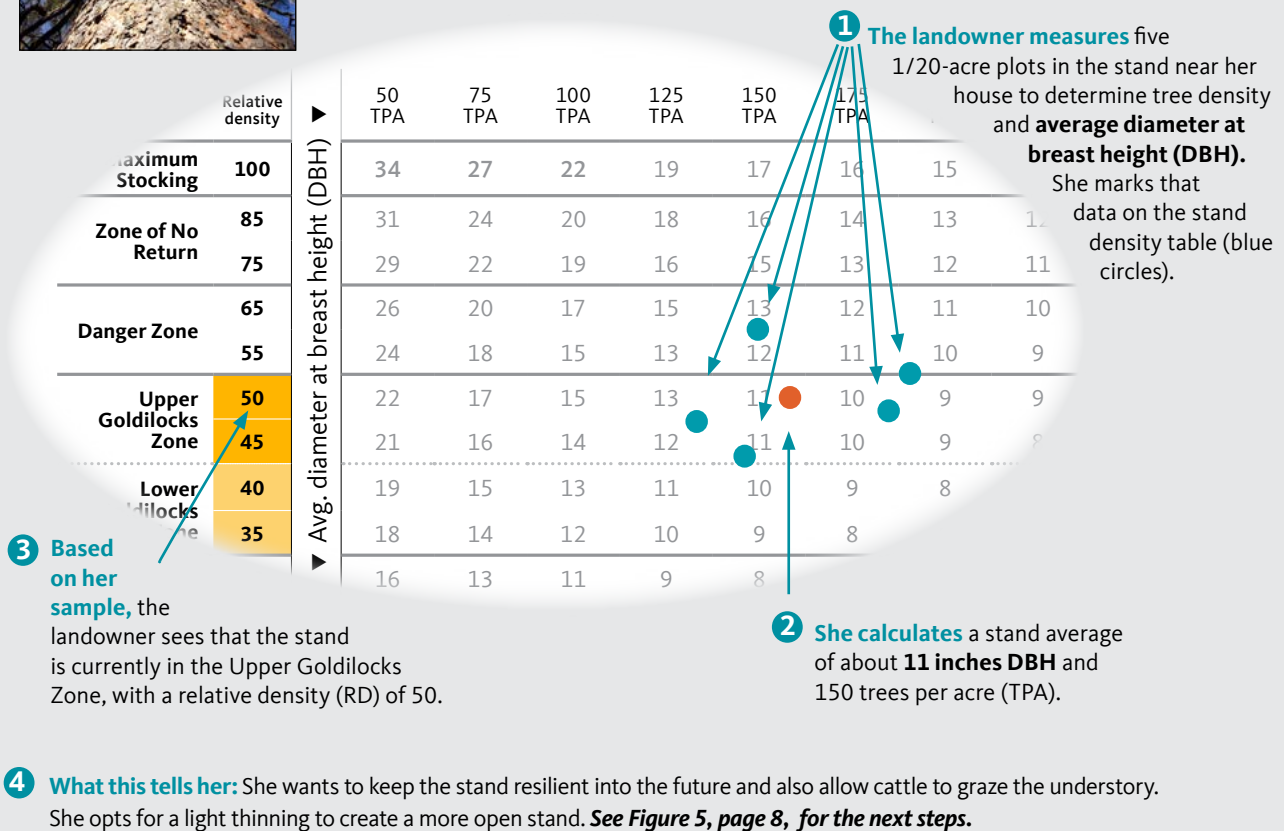 1 The landowner measures five
1/20-acre plots in the stand near her
house to determine tree density
and average diameter at
breast height (DBH).
She marks that
data on the stand
density table (blue
circles).
Relative density ▶ 50 TPA 75 TPA 100 TPA 125 TPA 150 TPA 175 TPA
Stocking 100 34 27 22 19 17 16 15
Zone of No Return 85 31 24 20 18 16 14 13
75 29 22 19 16 15 13 12 11
Danger Zone 65 26 20 17 15 13 12 11 10
55 24 18 15 13 12 11 10 9
Upper Goldilocks Zone 50 22 17 15 13 11 10 9 9
45 21 16 14 12 11 10 9 8
Lower 40 19 15 13 11 10 9 8
35 18 14 12 10 9 8
16 13 11 9 8
▼ Avg. diameter at breast height (DBH) ▼
3 Based
on her
sample, the
landowner sees that the stand
is currently in the Upper Goldilocks
Zone, with a relative density (RD) of 50.
2 She calculates a stand average
of about 11 inches DBH and
150 trees per acre (TPA).
4 What this tells her: She wants to keep the stand resilient into the future and also allow cattle to graze the understory.
She opts for a light thinning to create a more open stand. See Figure 5, page 8, for the next steps.